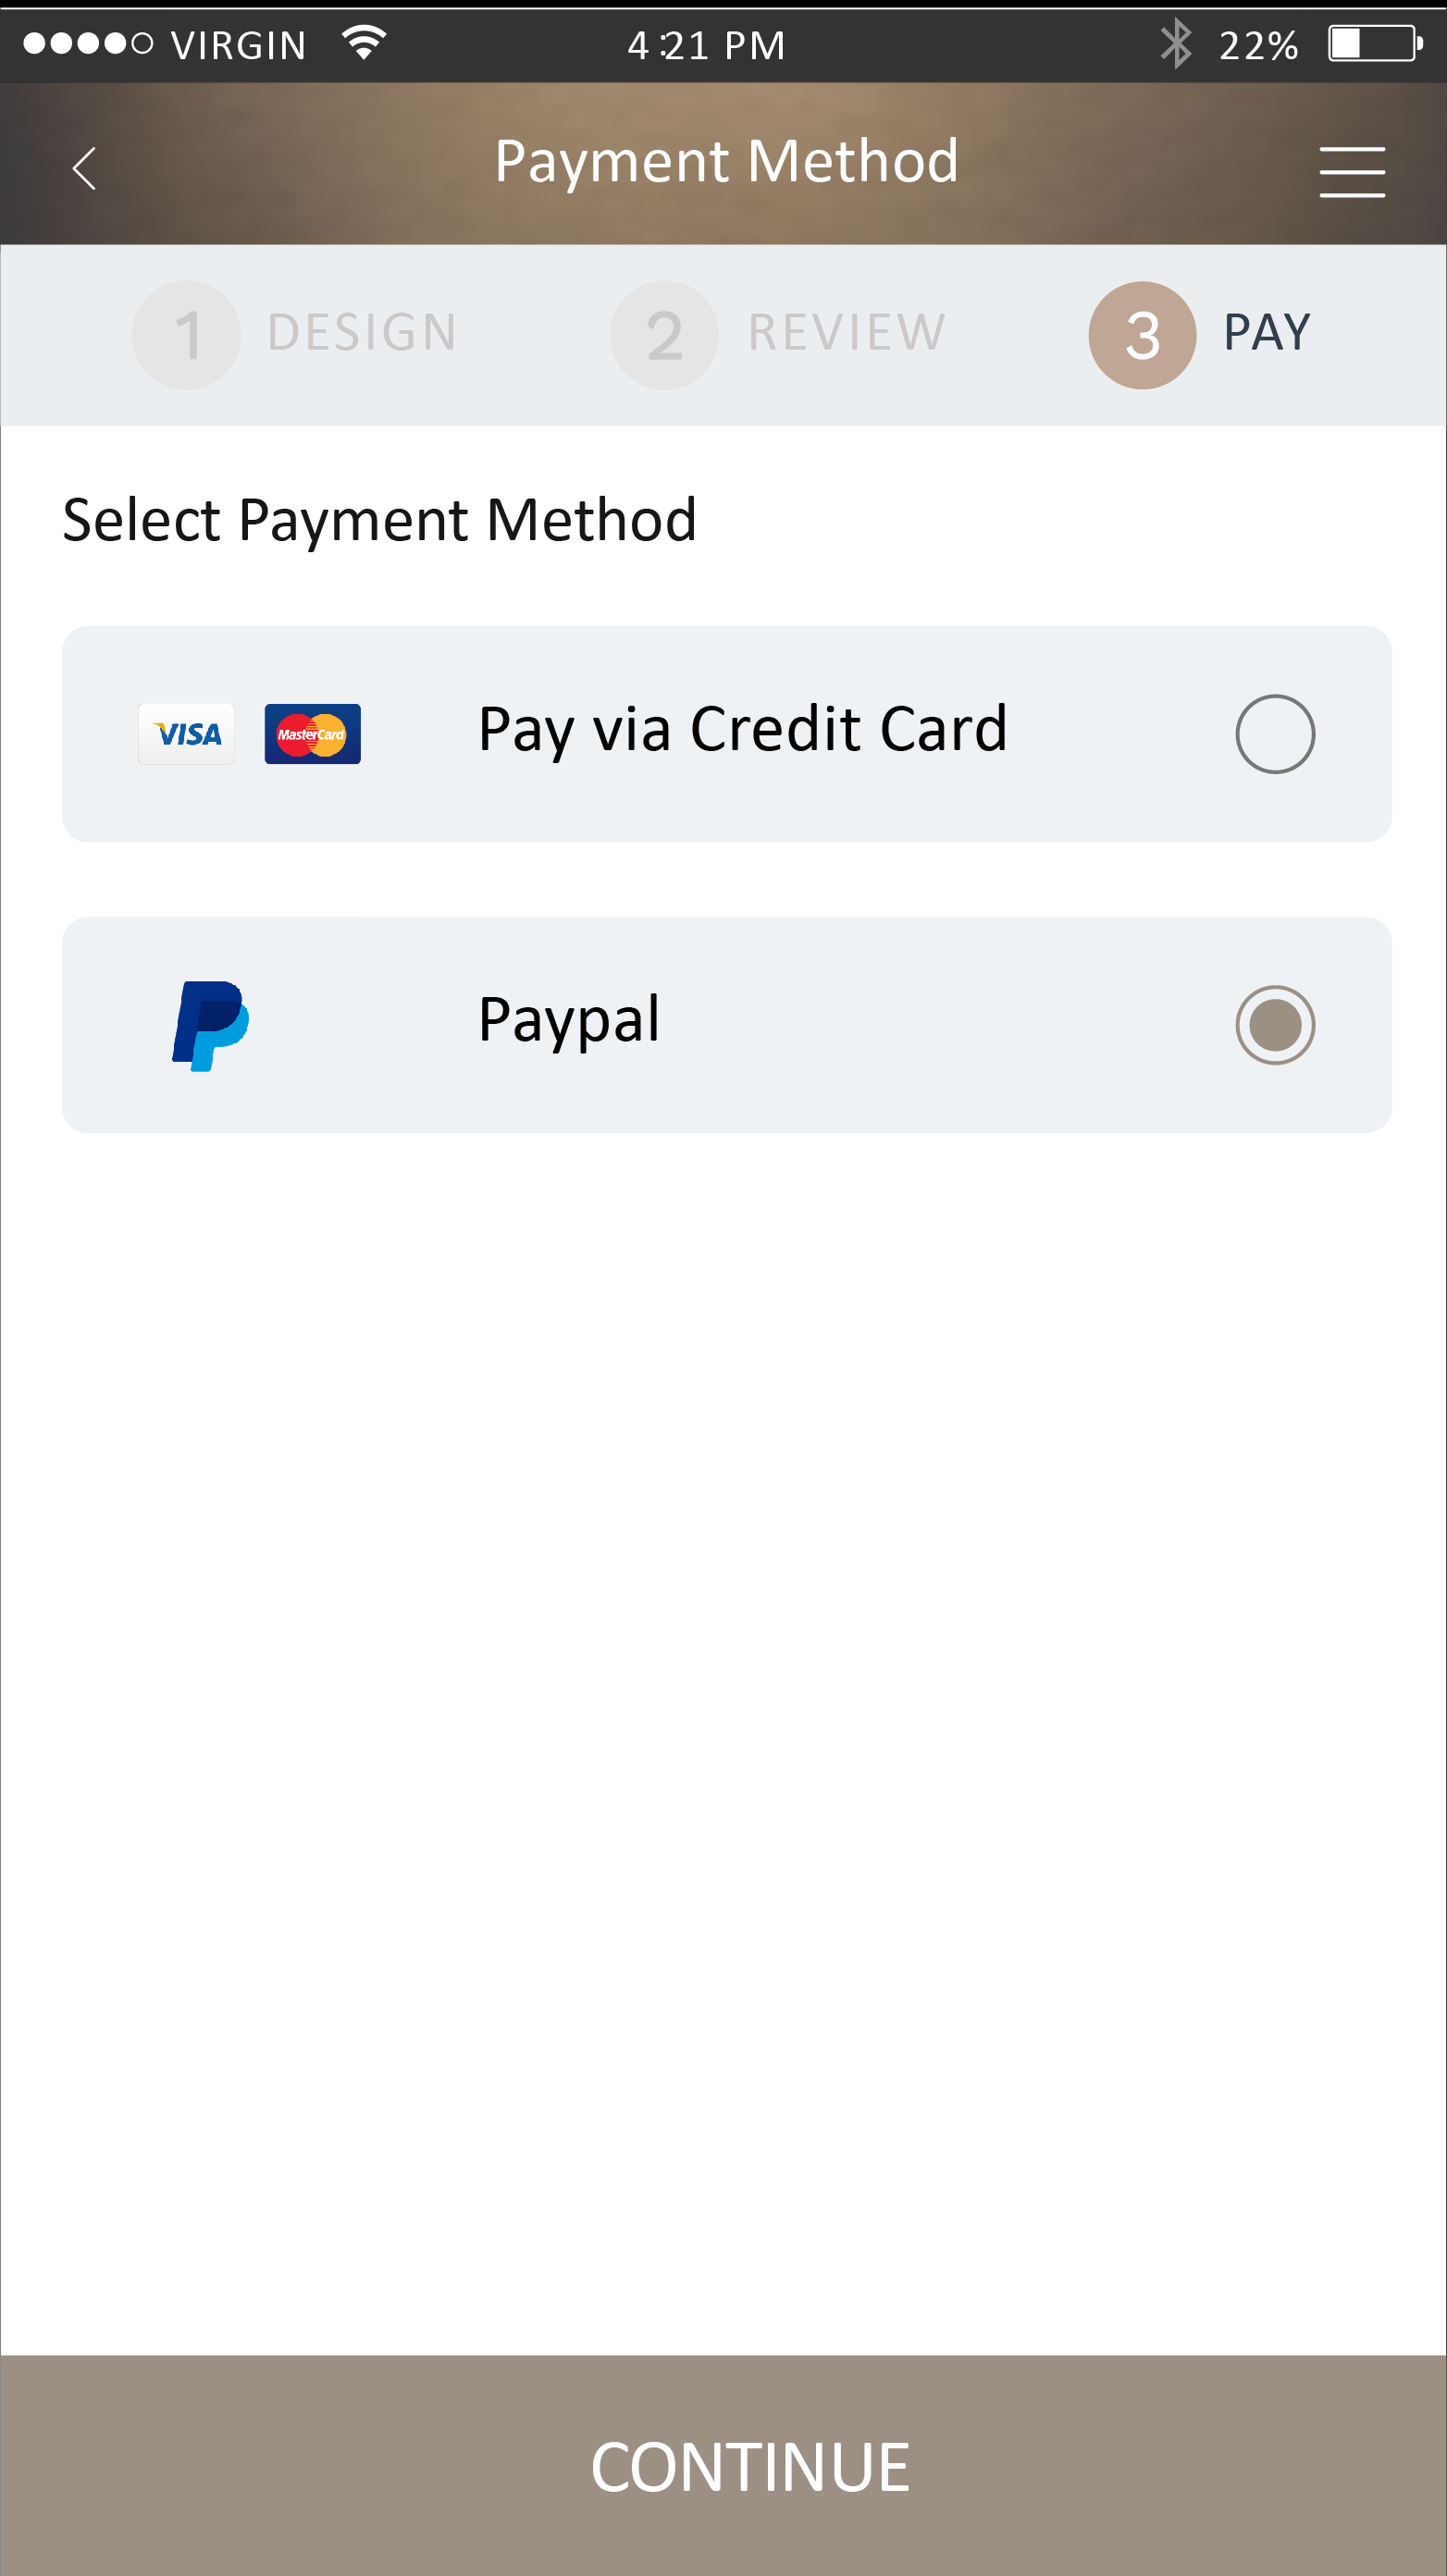 VIRGIN 4:21 PM 22%
Payment Method
1 DESIGN 2 REVIEW 3 PAY
Select Payment Method
VISA MasterCard Pay via Credit Card
Paypal
CONTINUE